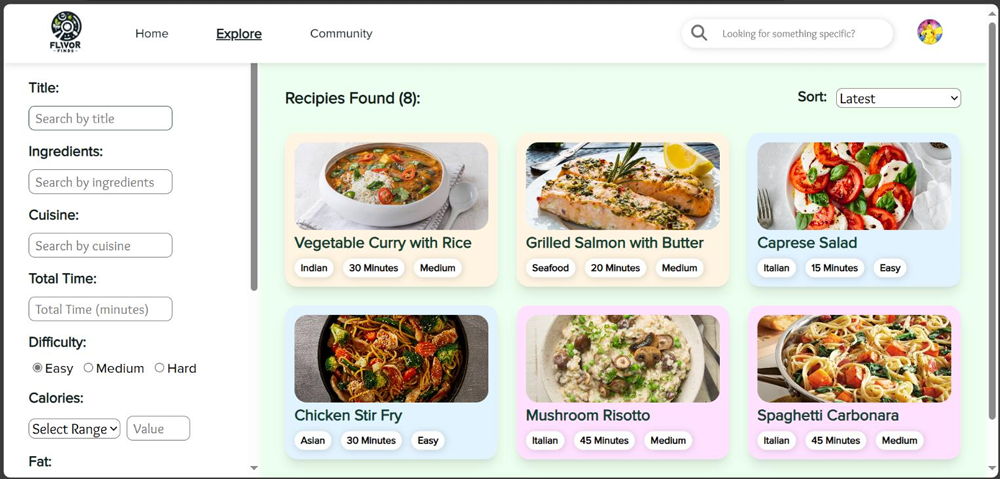 FLIVOR
FINDS
Home
Explore
Community
Looking for something specific?
Title:
Search by title
Ingredients:
Search by ingredients
Cuisine:
Search by cuisine
Total Time:
Total Time (minutes)
Difficulty:
Easy Medium Hard
Calories:
Select Range Value
Fat:
Recipies Found (8):
Sort: Latest
Vegetable Curry with Rice
Indian 30 Minutes Medium
Grilled Salmon with Butter
Seafood 20 Minutes Medium
Caprese Salad
Italian 15 Minutes Easy
Chicken Stir Fry
Asian 30 Minutes Easy
Mushroom Risotto
Italian 45 Minutes Medium
Spaghetti Carbonara
Italian 45 Minutes Medium